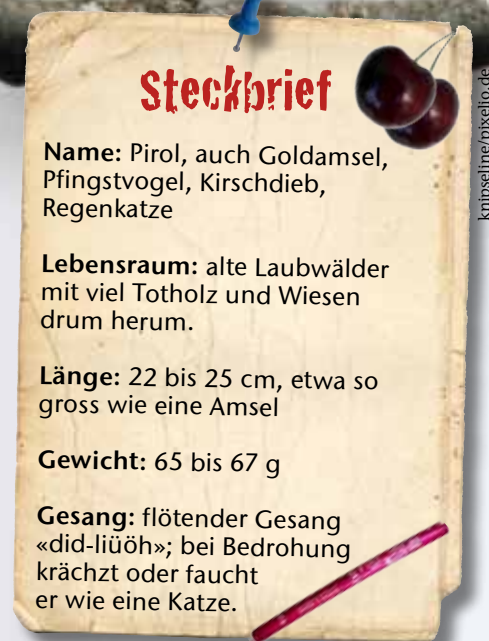 Steckbrief
knipseline/pixelio.de
Name: Pirol, auch Goldamsel,
Pfingstvogel, Kirschdieb,
Regenkatze
Lebensraum: alte Laubwälder
mit viel Totholz und Wiesen
drum herum.
Länge: 22 bis 25 cm, etwa so
gross wie eine Amsel
Gewicht: 65 bis 67 g
Gesang: flötender Gesang
«did-liüöh»; bei Bedrohung
krächzt oder faucht
er wie eine Katze.